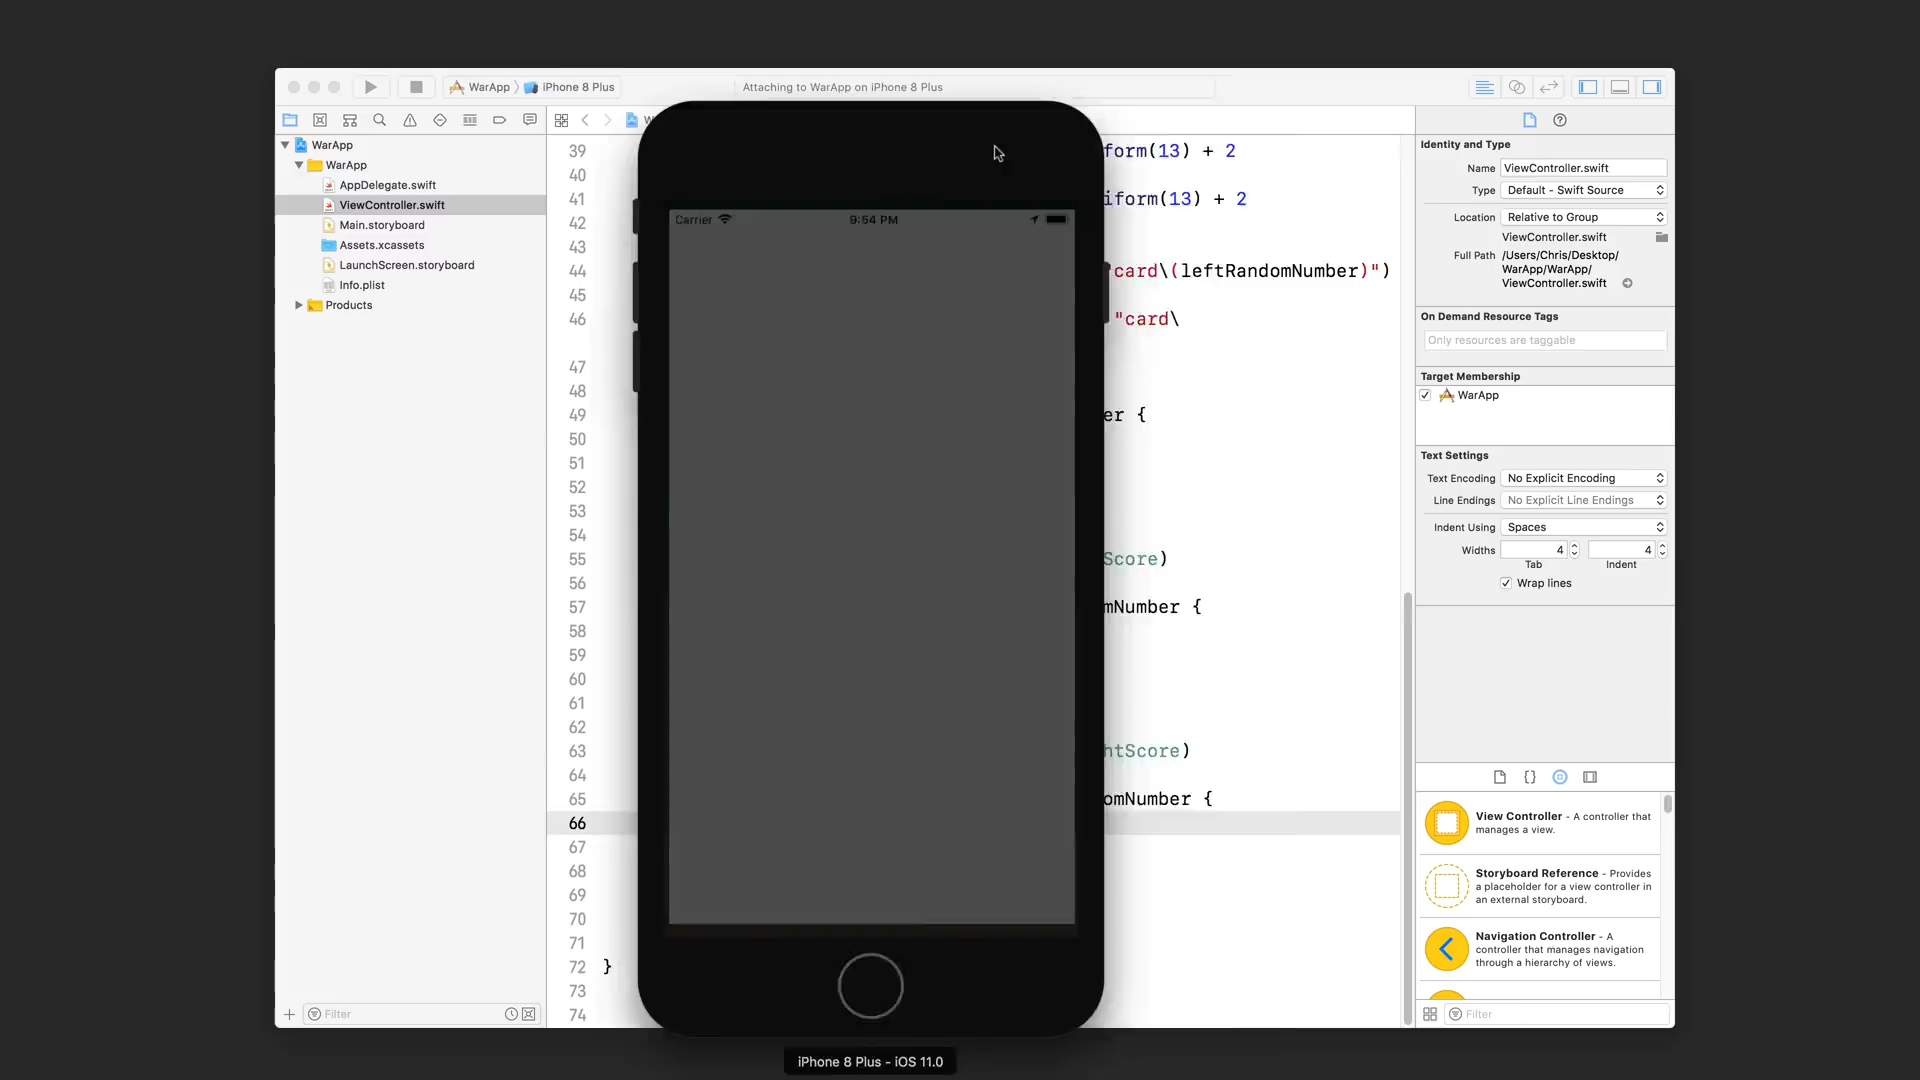 WarApp
iPhone 8 Plus
Attaching to WarApp on iPhone 8 Plus
WarApp
WarApp
AppDelegate.swift
ViewController.swift
Main.storyboard
Assets.xcassets
LaunchScreen.storyboard
Info.plist
Products
Filter
W
39 form(13) + 2
40
41 iform(13) + 2
42
43
44 "card\(leftRandomNumber)")
45
46 "card\
47
48
49 er {
50
51
52
53
54
55 Score)
56
57 mNumber {
58
59
60
61
62
63 htScore)
64
65 omNumber {
66
67
68
69
70
71
72 }
73
74
Carrier
9:54 PM
iPhone 8 Plus - iOS 11.0
Identity and Type
Name ViewController.swift
Type Default - Swift Source
Location Relative to Group
ViewController.swift
Full Path /Users/Chris/Desktop/
WarApp/WarApp/
ViewController.swift
On Demand Resource Tags
Only resources are taggable
Target Membership
WarApp
Text Settings
Text Encoding No Explicit Encoding
Line Endings No Explicit Line Endings
Indent Using Spaces
Widths 4 4
Tab Indent
Wrap lines
{}
View Controller - A controller that
manages a view.
Storyboard Reference - Provides
a placeholder for a view controller in
an external storyboard.
Navigation Controller - A
controller that manages navigation
through a hierarchy of views.
Filter